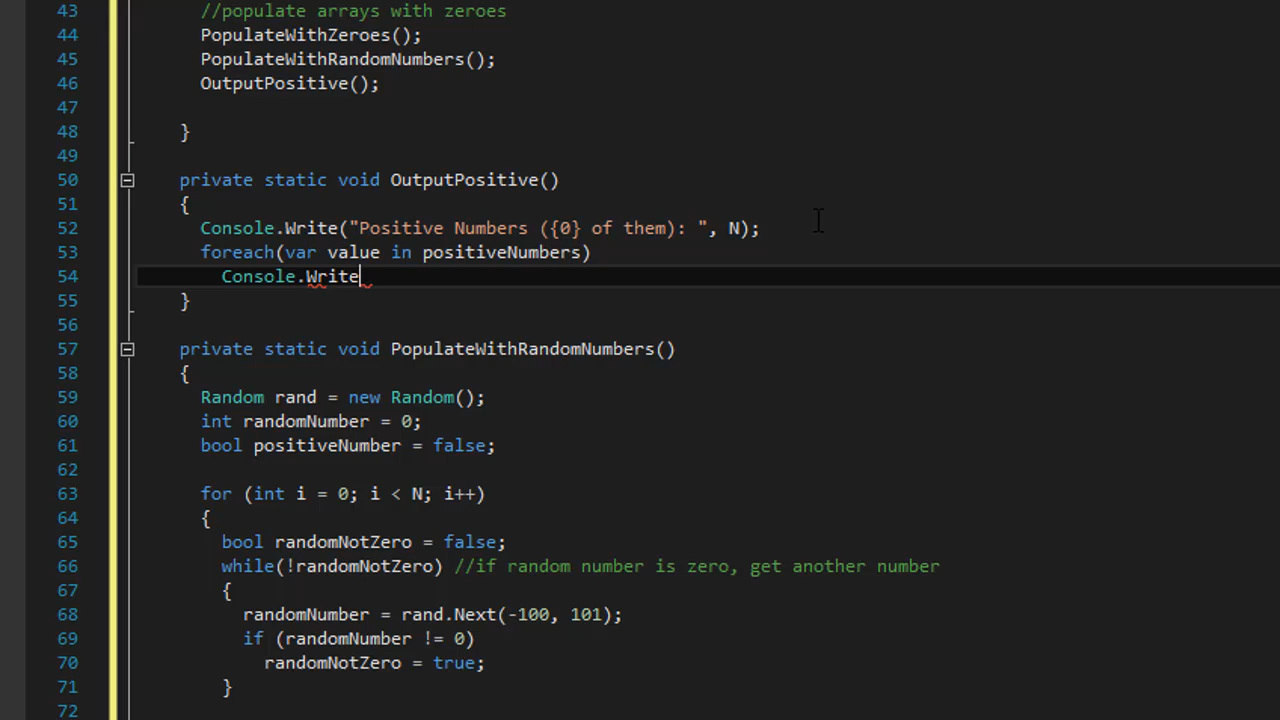 43 //populate arrays with zeroes
44 PopulateWithZeroes();
45 PopulateWithRandomNumbers();
46 OutputPositive();
47
48 }
49
50 private static void OutputPositive()
51 {
52 Console.Write("Positive Numbers ({0} of them): ", N);
53 foreach(var value in positiveNumbers)
54 Console.Write
55 }
56
57 private static void PopulateWithRandomNumbers()
58 {
59 Random rand = new Random();
60 int randomNumber = 0;
61 bool positiveNumber = false;
62
63 for (int i = 0; i < N; i++)
64 {
65 bool randomNotZero = false;
66 while(!randomNotZero) //if random number is zero, get another number
67 {
68 randomNumber = rand.Next(-100, 101);
69 if (randomNumber != 0)
70 randomNotZero = true;
71 }
72